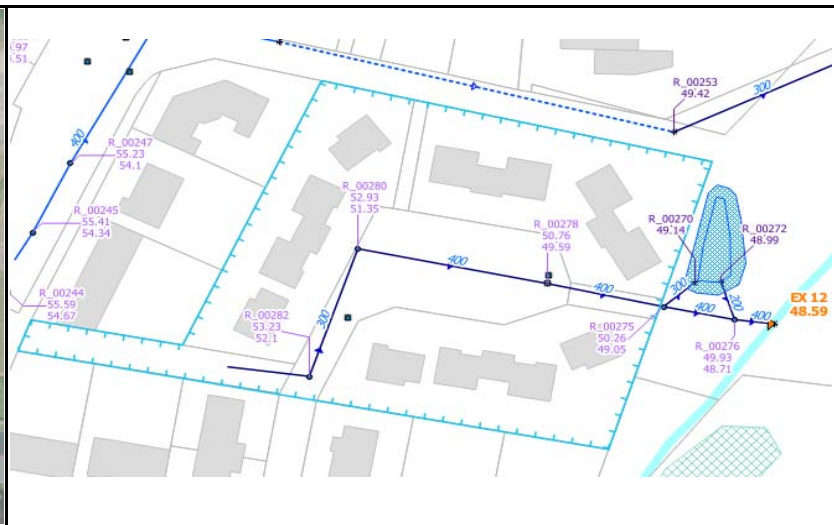 .97
.51
R_00253
49.42
300
400
R_00247
55.23
54.1
R_00280
52.93
51.35
R_00245
55.41
54.34
R_00278
50.76
49.59
R_00270
49.14
R_00272
48.99
400
400
300
200
R_00244
55.59
54.67
R_00282
53.23
52.1
300
400
400
EX 12
48.59
R_00275
50.26
49.05
R_00276
49.93
48.71